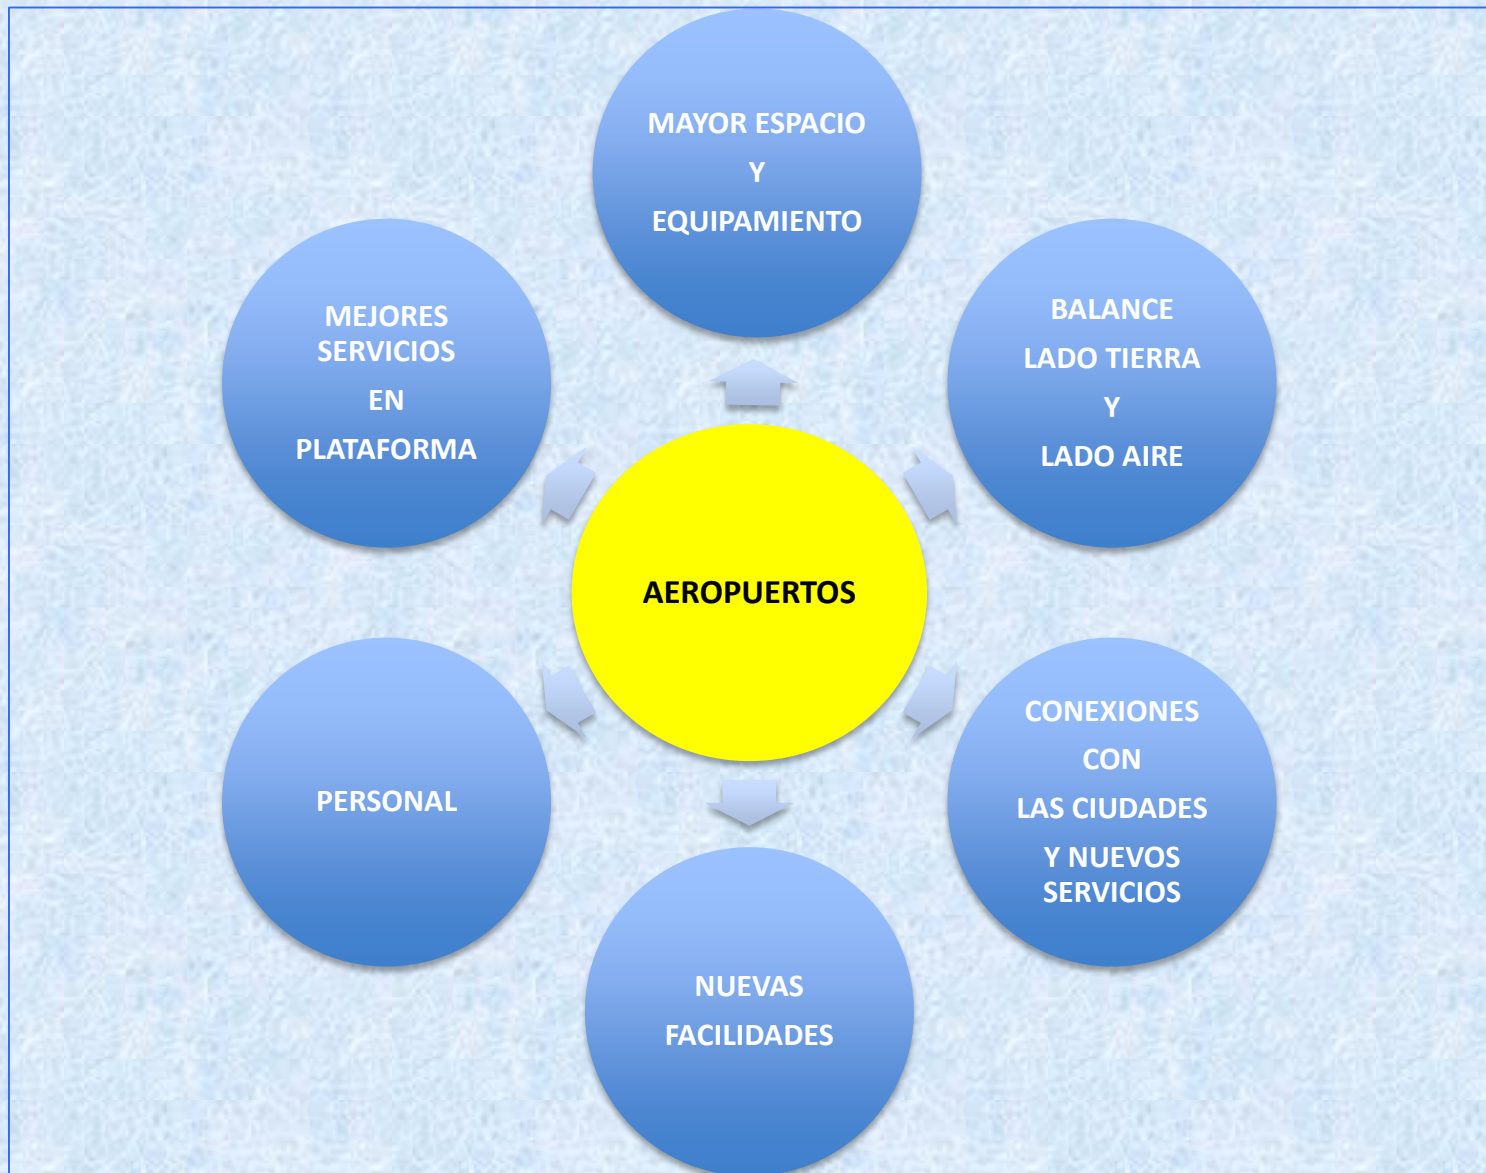 MAYOR ESPACIO
Y
EQUIPAMIENTO
BALANCE
LADO TIERRA
Y
LADO AIRE
CONEXIONES
CON
LAS CIUDADES
Y NUEVOS
SERVICIOS
NUEVAS
FACILIDADES
PERSONAL
MEJORES
SERVICIOS
EN
PLATAFORMA
AEROPUERTOS